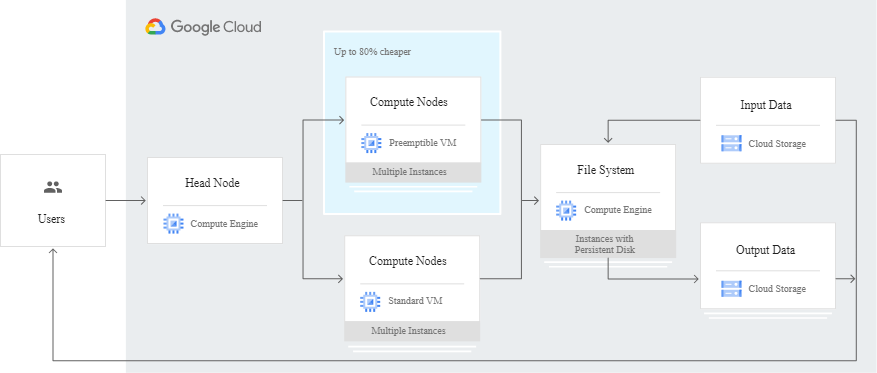 Google Cloud
Up to 80% cheaper
Compute Nodes
Preemptible VM
Multiple Instances
Input Data
Cloud Storage
Users
Head Node
Compute Engine
File System
Compute Engine
Instances with
Persistent Disk
Compute Nodes
Standard VM
Multiple Instances
Output Data
Cloud Storage